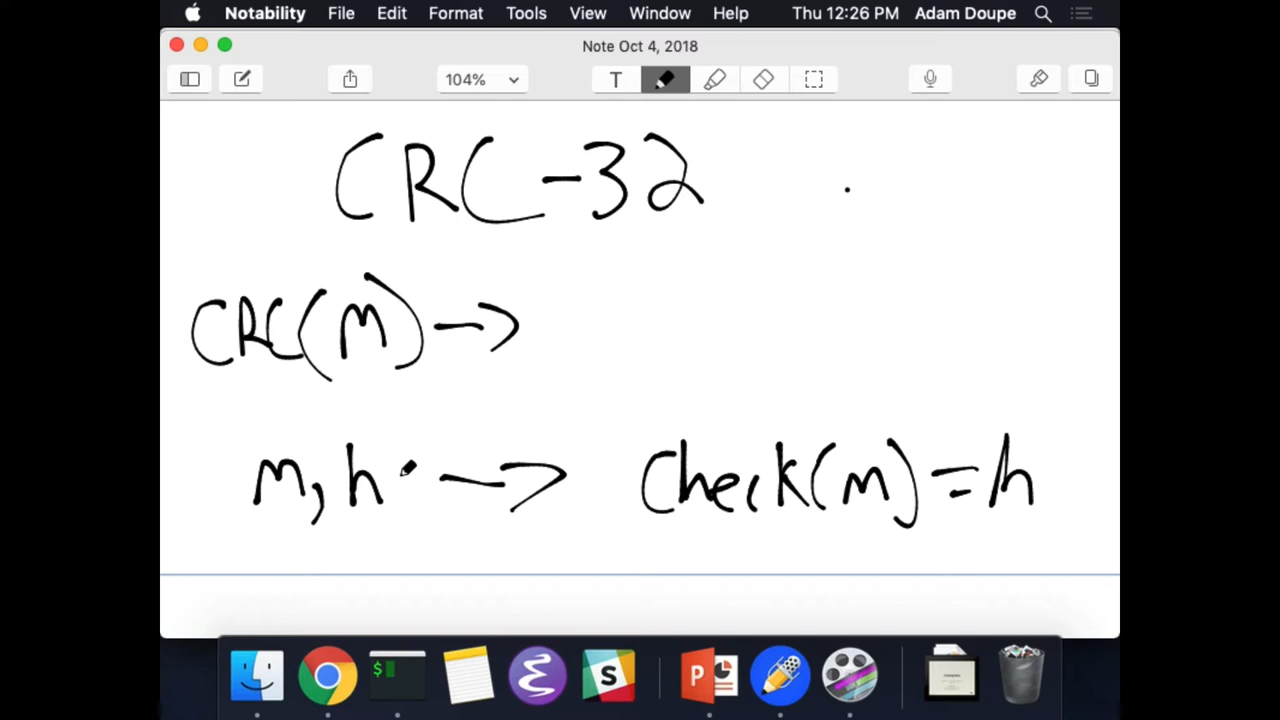 Notability File Edit Format Tools View Window Help Thu 12:26 PM Adam Doupe
Note Oct 4, 2018
104% T
CRC-32
CRC(M) →
m, h → Check(m) = h
$ S P